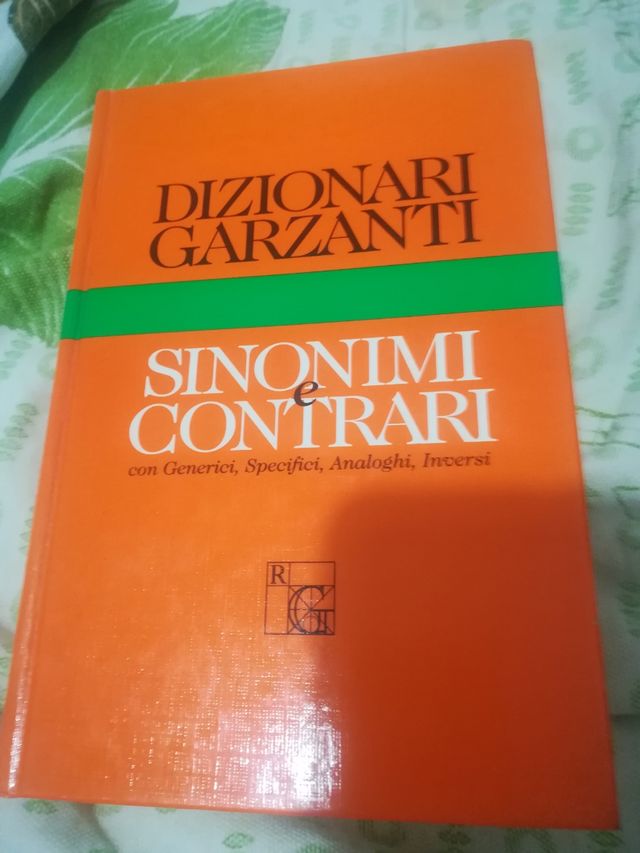 DIZIONARI
GARZANTI
SINONIMI
e
CONTRARI
con Generici, Specifici, Analoghi, Inversi
R
G